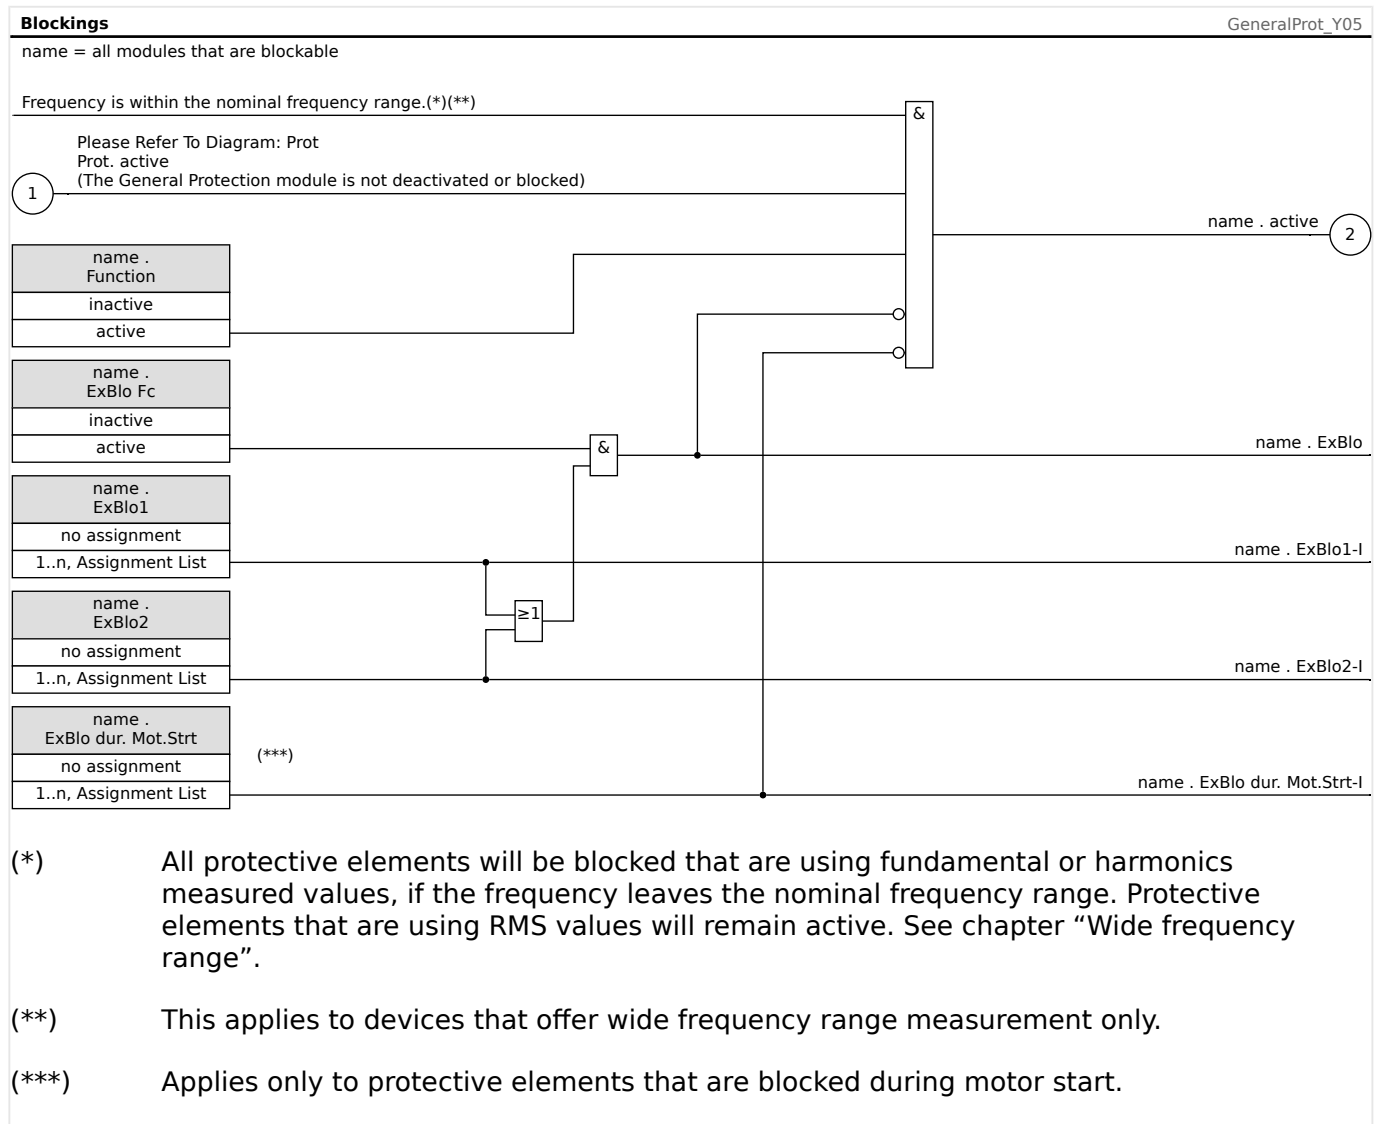 Blockings
GeneralProt_Y05
name = all modules that are blockable
Frequency is within the nominal frequency range.(*)(**)
&
Please Refer To Diagram: Prot
Prot. active
(The General Protection module is not deactivated or blocked)
1
name . active
2
name .
Function
inactive
active
name .
ExBlo Fc
inactive
active
&
name . ExBlo
name .
ExBlo1
no assignment
1..n, Assignment List
name . ExBlo1-I
≥1
name .
ExBlo2
no assignment
1..n, Assignment List
name . ExBlo2-I
name .
ExBlo dur. Mot.Strt
no assignment
1..n, Assignment List
(***)
name . ExBlo dur. Mot.Strt-I
(*) All protective elements will be blocked that are using fundamental or harmonics
measured values, if the frequency leaves the nominal frequency range. Protective
elements that are using RMS values will remain active. See chapter “Wide frequency
range”.
(**) This applies to devices that offer wide frequency range measurement only.
(***) Applies only to protective elements that are blocked during motor start.